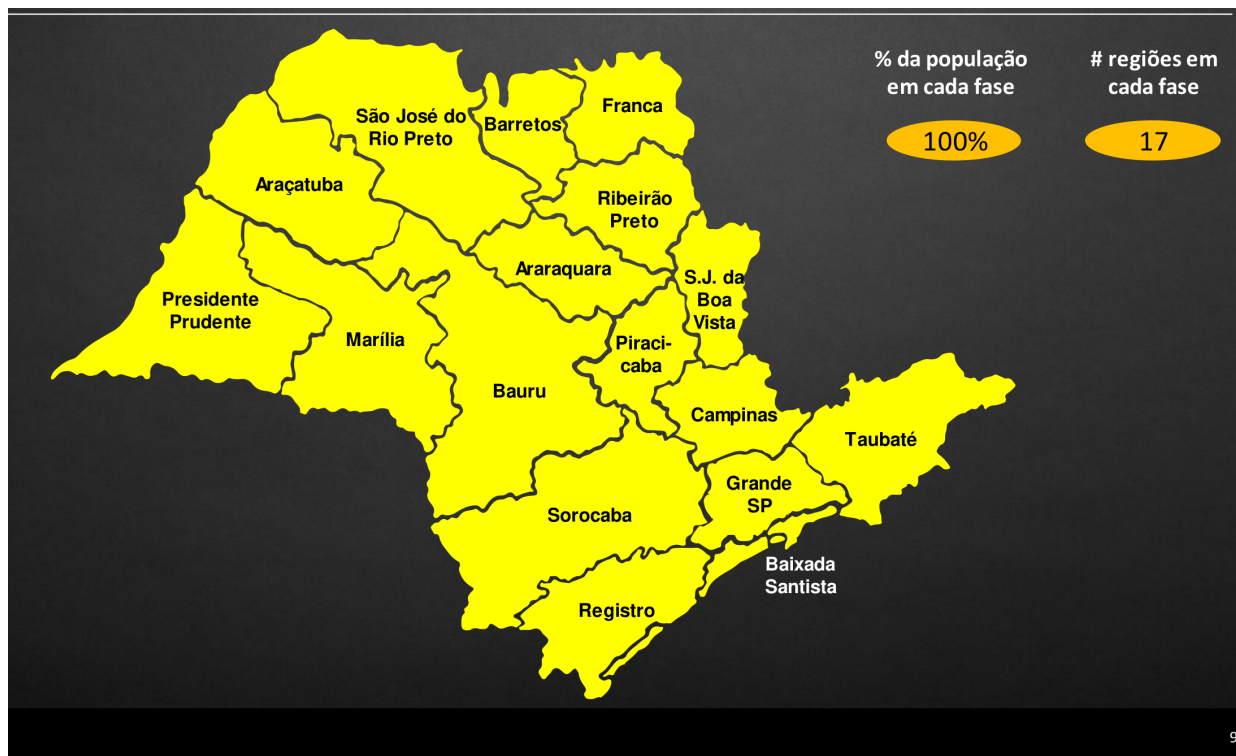 % da população
em cada fase
# regiões em
cada fase
100%
17
São José do
Rio Preto
Barretos
Franca
Araçatuba
Ribeirão
Preto
Araraquara
S.J. da
Boa
Vista
Presidente
Prudente
Marília
Piraci-
caba
Bauru
Campinas
Taubaté
Grande
SP
Sorocaba
Baixada
Santista
Registro
9